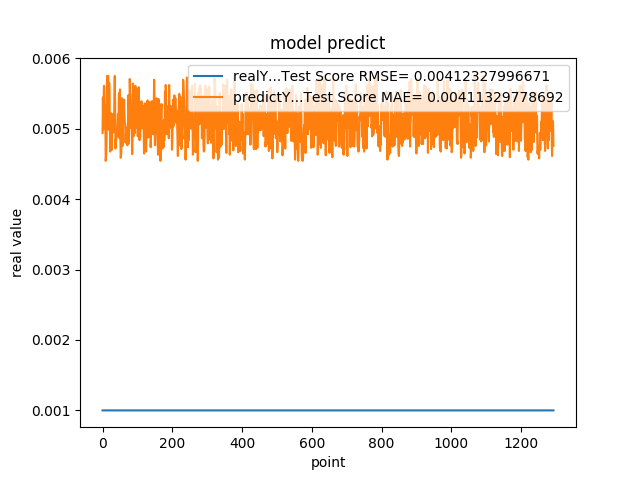 model predict
realY...Test Score RMSE= 0.00412327996671
predictY...Test Score MAE= 0.00411329778692
0.006
0.005
0.004
0.003
0.002
0.001
real value
0 200 400 600 800 1000 1200
point